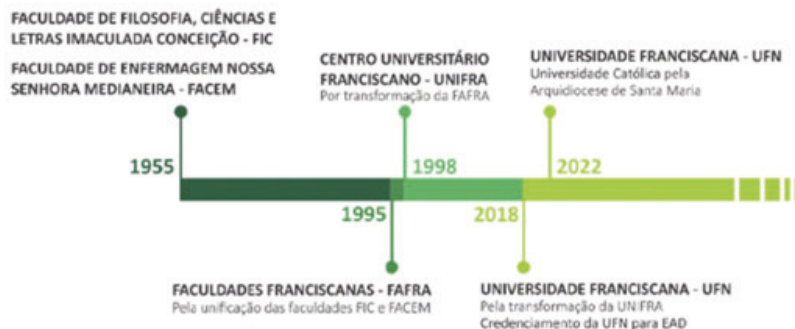 FACULDADE DE FILOSOFIA, CIÊNCIAS E
LETRAS IMACULADA CONCEIÇÃO - FIC
FACULDADE DE ENFERMAGEM NOSSA
SENHORA MEDIANEIRA - FACEM
1955
CENTRO UNIVERSITÁRIO
FRANCISCANO - UNIFRA
Por transformação da FAFRA
1998
UNIVERSIDADE FRANCISCANA - UFN
Universidade Católica pela
Arquidiocese de Santa Maria
2022
1995
FACULDADES FRANCISCANAS - FAFRA
Pela unificação das faculdades FIC e FACEM
2018
UNIVERSIDADE FRANCISCANA - UFN
Pela transformação da UNIFRA
Credenciamento da UFN para EAD